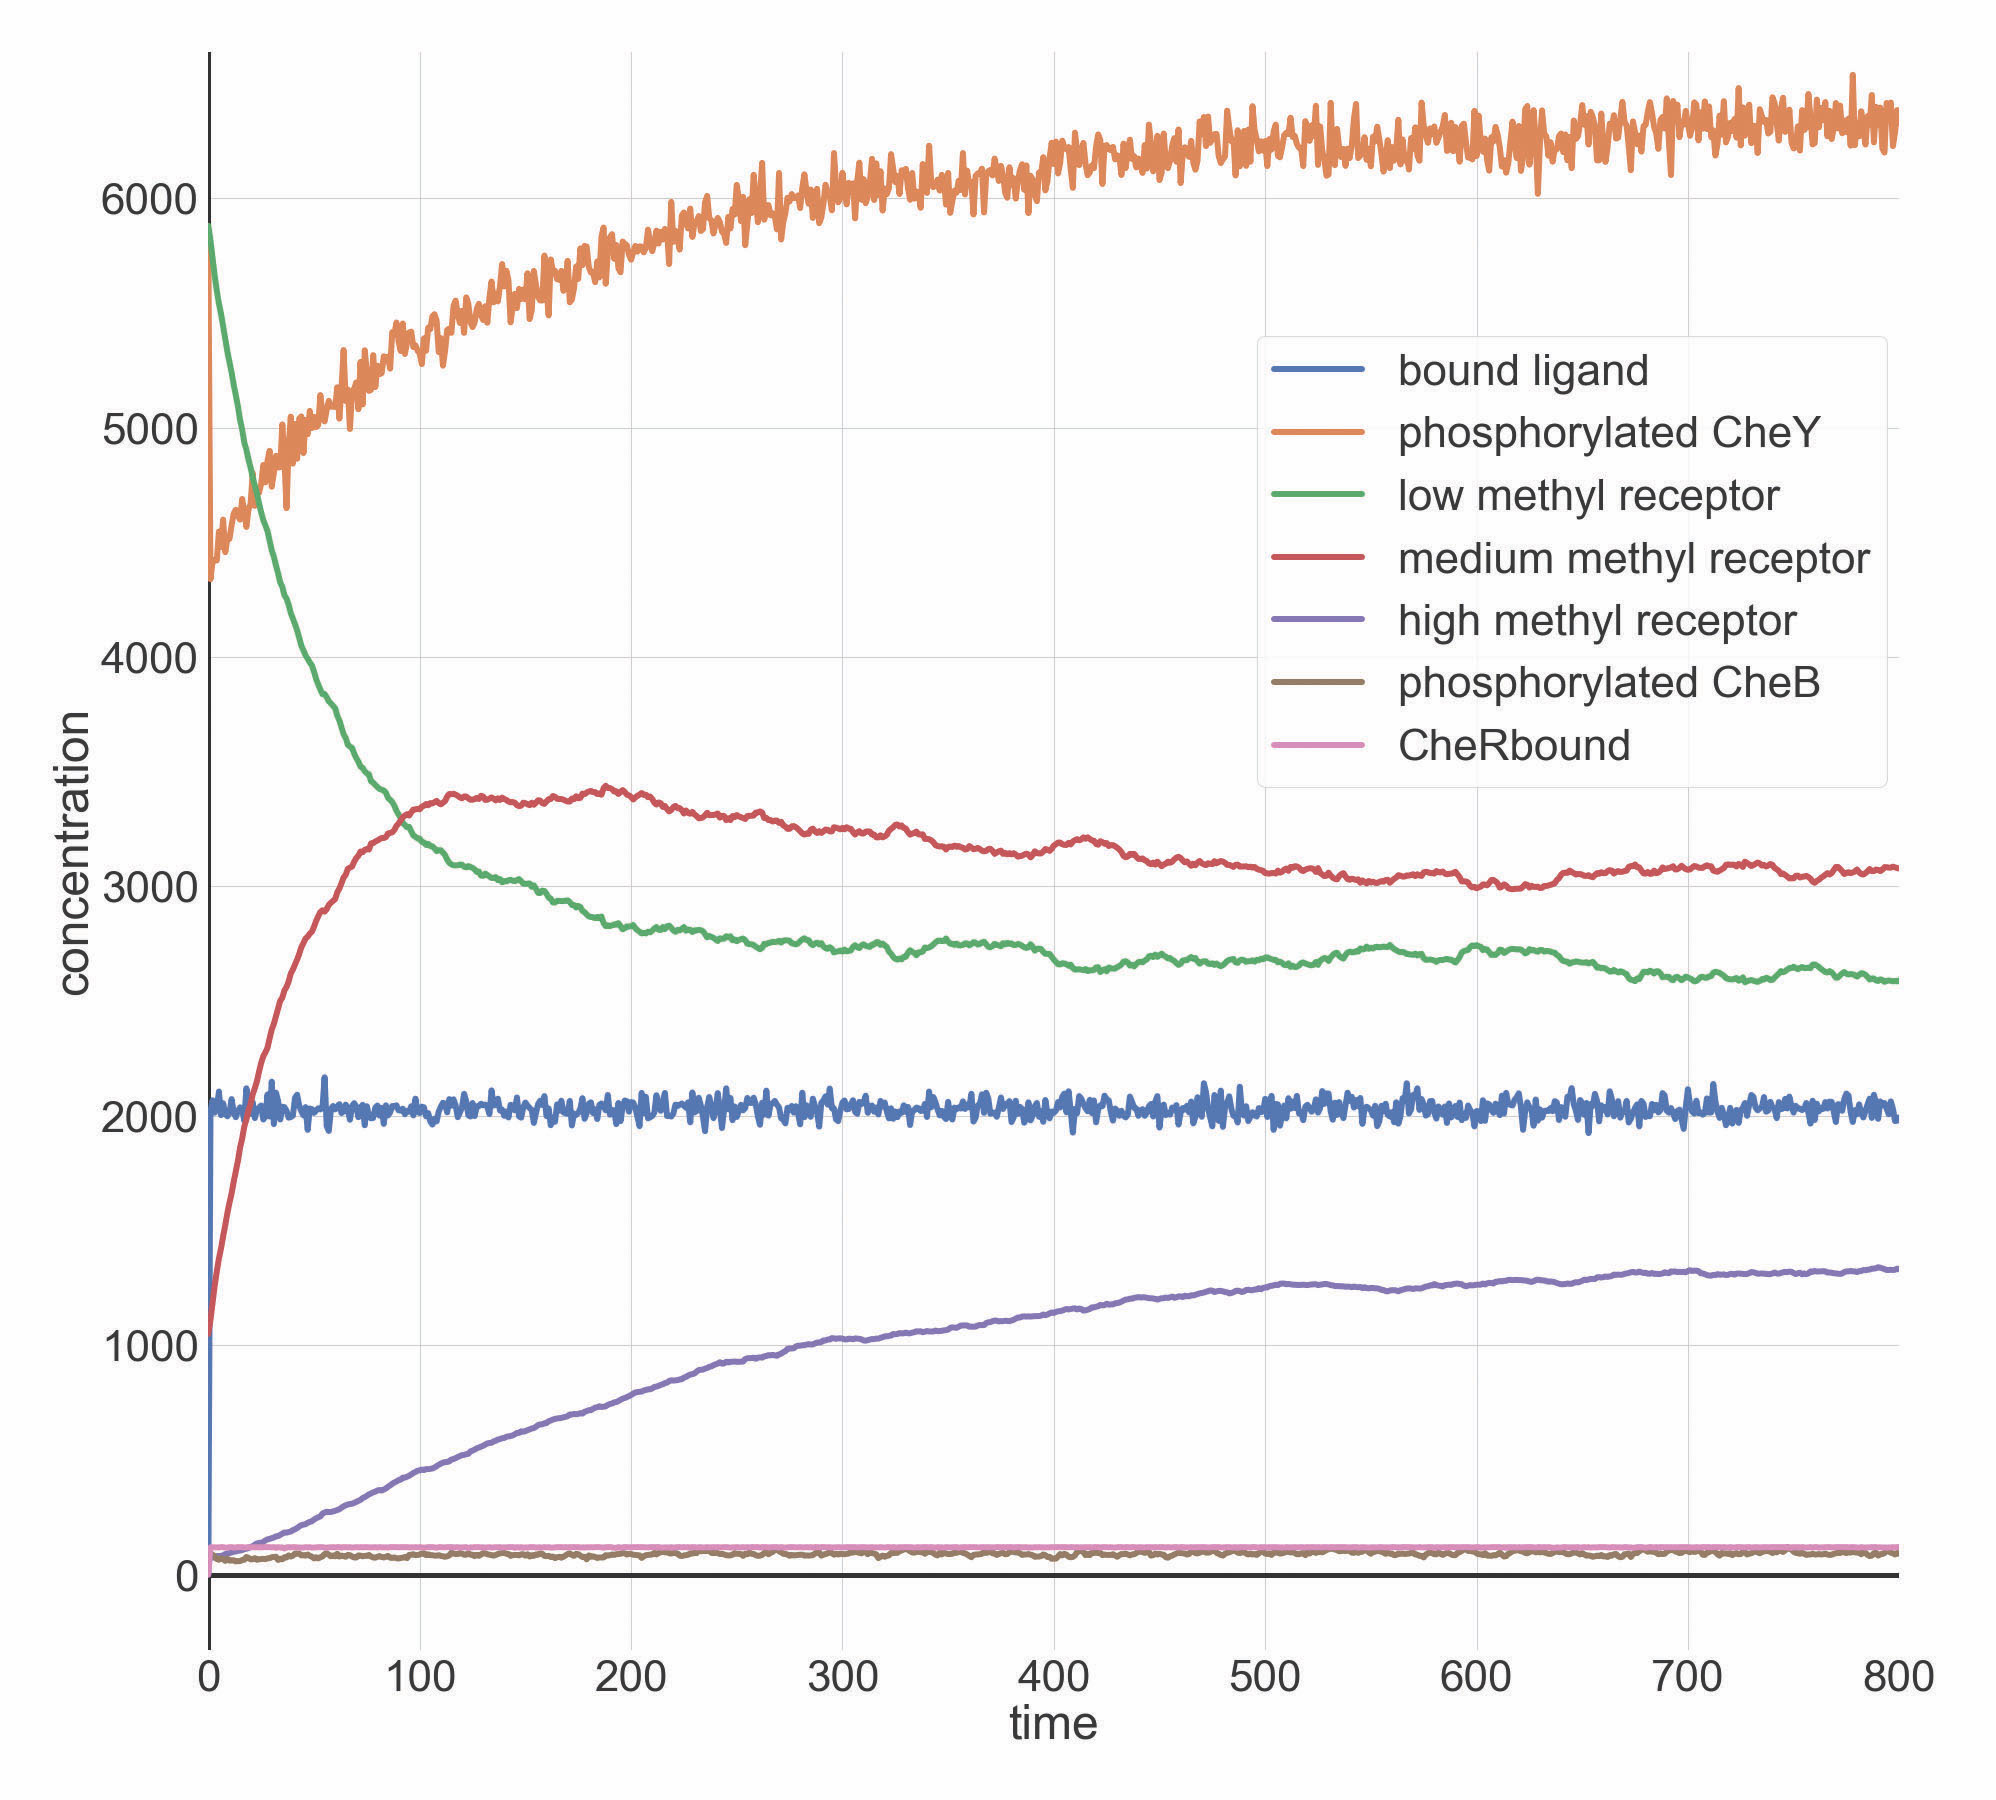 6000
5000
4000
3000
2000
1000
0
concentration
bound ligand
phosphorylated CheY
low methyl receptor
medium methyl receptor
high methyl receptor
phosphorylated CheB
CheRbound
0 100 200 300 400 500 600 700 800
time